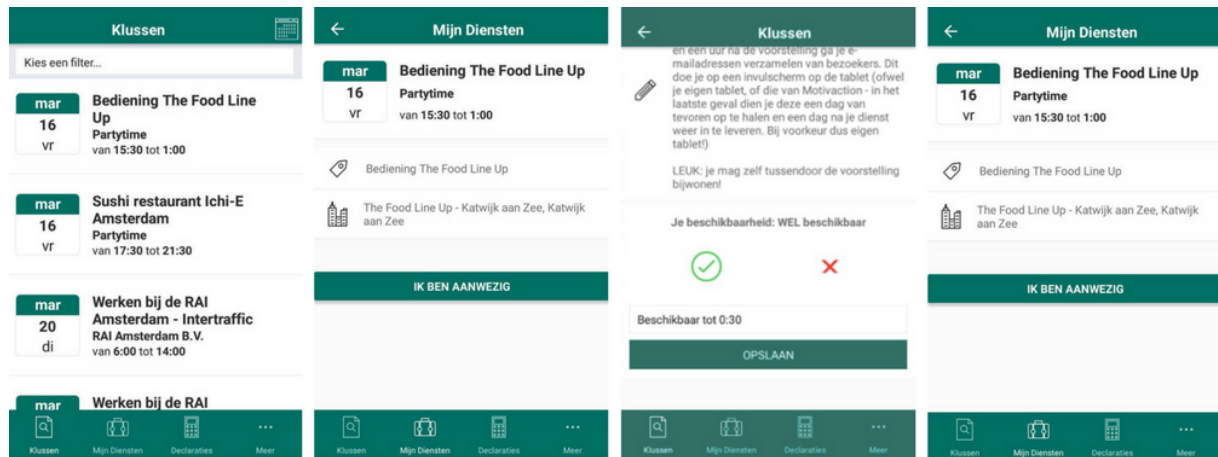 Klussen
Kies een filter...
mar
16
vr
Bediening The Food Line
Up
Partytime
van 15:30 tot 1:00
mar
16
vr
Sushi restaurant Ichi-E
Amsterdam
Partytime
van 17:30 tot 21:30
mar
20
di
Werken bij de RAI
Amsterdam - Intertraffic
RAI Amsterdam B.V.
van 6:00 tot 14:00
mar
Werken bij de RAI
Klussen
Mijn Diensten
Declaraties
Meer
Mijn Diensten
mar
16
vr
Bediening The Food Line Up
Partytime
van 15:30 tot 1:00
Bediening The Food Line Up
The Food Line Up - Katwijk aan Zee, Katwijk
aan Zee
IK BEN AANWEZIG
Klussen
Mijn Diensten
Declaraties
Meer
Klussen
en een uur na de voorstelling ga je e-
mailadressen verzamelen van bezoekers. Dit
doe je op een invulscherm op de tablet (ofwel
je eigen tablet, of die van Motivaction - in het
laatste geval dien je deze een dag van
tevoren op te halen en een dag na je dienst
weer in te leveren. Bij voorkeur dus eigen
tablet!)
LEUK: je mag zelf tussendoor de voorstelling
bijwonen!
Je beschikbaarheid: WEL beschikbaar
Beschikbaar tot 0:30
OPSLAAN
Klussen
Mijn Diensten
Declaraties
Meer
Mijn Diensten
mar
16
vr
Bediening The Food Line Up
Partytime
van 15:30 tot 1:00
Bediening The Food Line Up
The Food Line Up - Katwijk aan Zee, Katwijk
aan Zee
IK BEN AANWEZIG
Klussen
Mijn Diensten
Declaraties
Meer